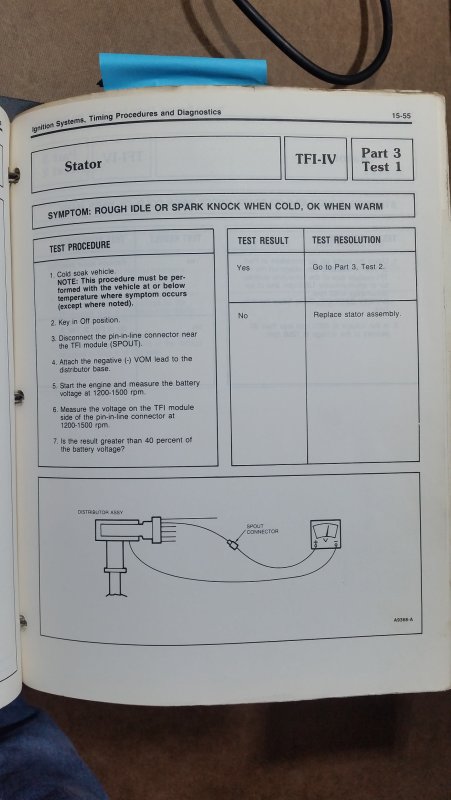 Ignition Systems, Timing Procedures and Diagnostics
15-55
Stator
TFI-IV
Part 3
Test 1
SYMPTOM: ROUGH IDLE OR SPARK KNOCK WHEN COLD, OK WHEN WARM
TEST PROCEDURE
1. Cold soak vehicle.
NOTE: This procedure must be per-
formed with the vehicle at or below
temperature where symptom occurs
(except where noted).
2. Key in Off position.
3. Disconnect the pin-in-line connector near
the TFI module (SPOUT).
4. Attach the negative (-) VOM lead to the
distributor base.
5. Start the engine and measure the battery
voltage at 1200-1500 rpm.
6. Measure the voltage on the TFI module
side of the pin-in-line connector at
1200-1500 rpm.
7. Is the result greater than 40 percent of
the battery voltage?
TEST RESULT
TEST RESOLUTION
Yes
Go to Part 3, Test 2.
No
Replace stator assembly.
DISTRIBUTOR ASSY
SPOUT
CONNECTOR
V
A9368-A